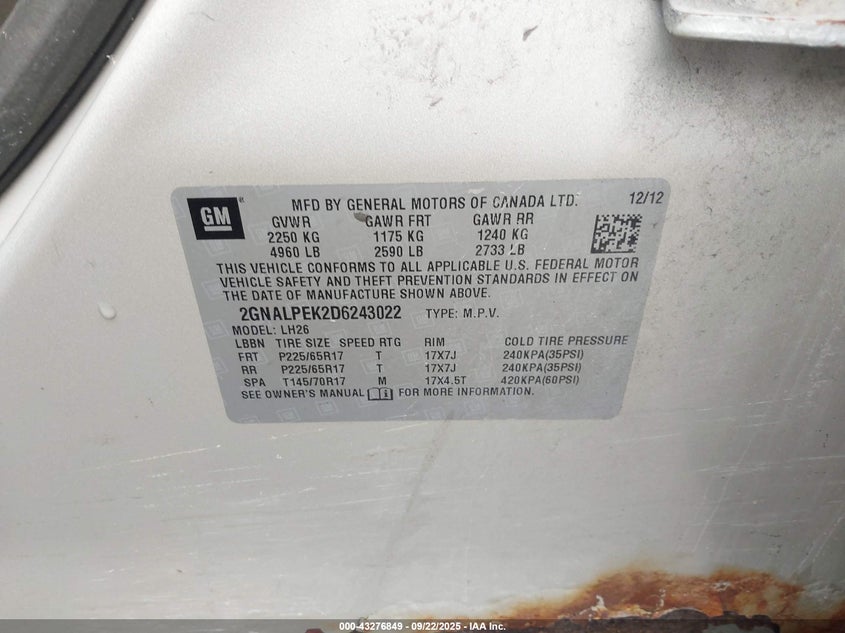 GM
MFD BY GENERAL MOTORS OF CANADA LTD. 12/12
GVWR GAWR FRT GAWR RR
2250 KG 1175 KG 1240 KG
4960 LB 2590 LB 2733 LB
THIS VEHICLE CONFORMS TO ALL APPLICABLE U.S. FEDERAL MOTOR
VEHICLE SAFETY AND THEFT PREVENTION STANDARDS IN EFFECT ON
THE DATE OF MANUFACTURE SHOWN ABOVE.
2GNALPEK2D6243022 TYPE: M.P.V.
MODEL: LH26
LBBN TIRE SIZE SPEED RTG RIM COLD TIRE PRESSURE
FRT P225/65R17 T 17X7J 240KPA(35PSI)
RR P225/65R17 T 17X7J 240KPA(35PSI)
SPA T145/70R17 M 17X4.5T 420KPA(60PSI)
SEE OWNER'S MANUAL FOR MORE INFORMATION.
000-43276849 - 09/22/2025 - IAA Inc.